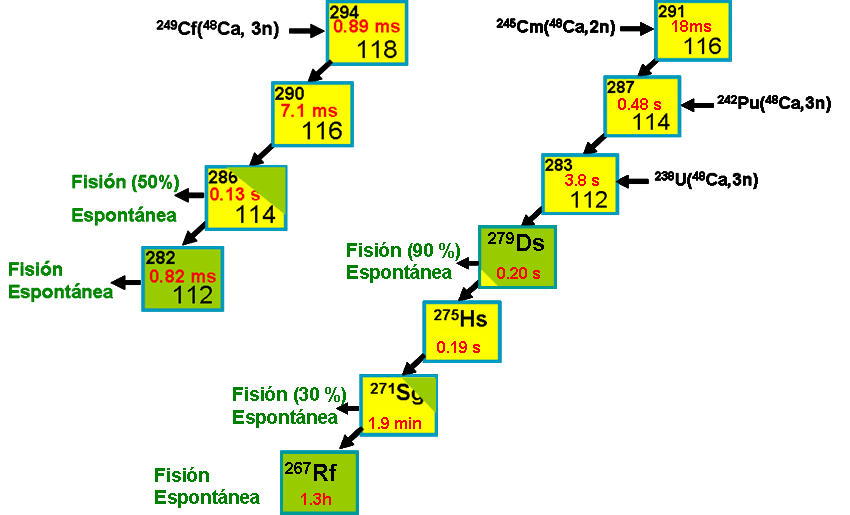 ²⁴⁹Cf(⁴⁸Ca, 3n)
294
0.89 ms
118
290
7.1 ms
116
Fisión (50%)
Espontánea
286
0.13 s
114
Fisión
Espontánea
282
0.82 ms
112
²⁴⁵Cm(⁴⁸Ca,2n)
291
18ms
116
287
0.48 s
114
²⁴²Pu(⁴⁸Ca,3n)
283
3.8 s
112
²³⁸U(⁴⁸Ca,3n)
Fisión (90 %)
Espontánea
²⁷⁹Ds
0.20 s
²⁷⁵Hs
0.19 s
Fisión (30 %)
Espontánea
²⁷¹Sg
1.9 min
Fisión
Espontánea
²⁶⁷Rf
1.3h